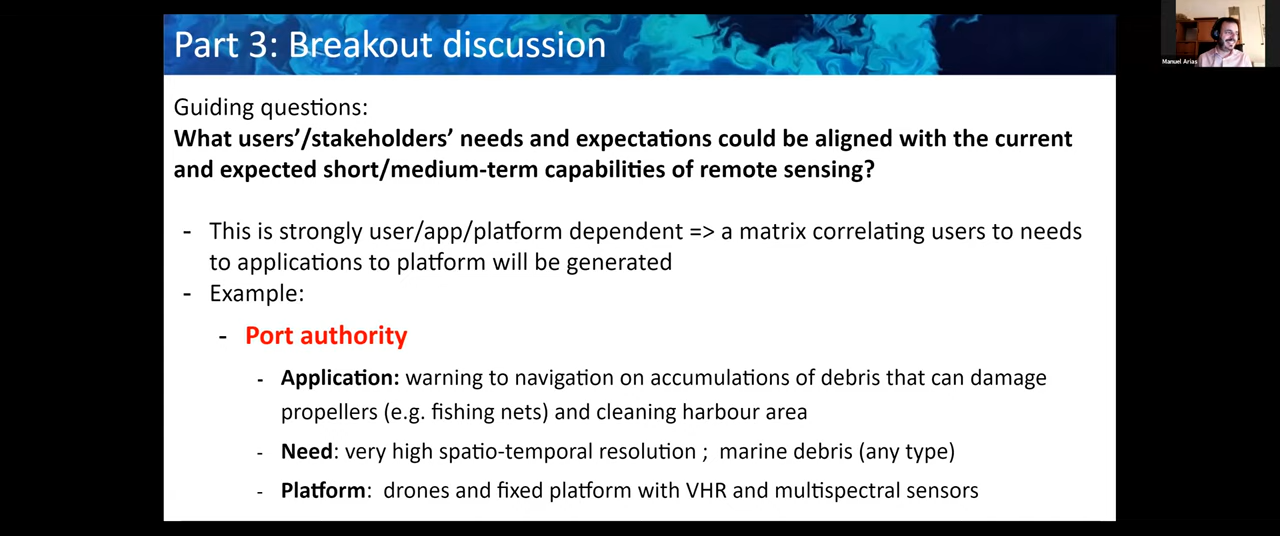 Part 3: Breakout discussion
Manuel Arias
Guiding questions:
What users’/stakeholders’ needs and expectations could be aligned with the current
and expected short/medium-term capabilities of remote sensing?
- This is strongly user/app/platform dependent => a matrix correlating users to needs
to applications to platform will be generated
- Example:
- Port authority
- Application: warning to navigation on accumulations of debris that can damage
propellers (e.g. fishing nets) and cleaning harbour area
- Need: very high spatio-temporal resolution ; marine debris (any type)
- Platform: drones and fixed platform with VHR and multispectral sensors